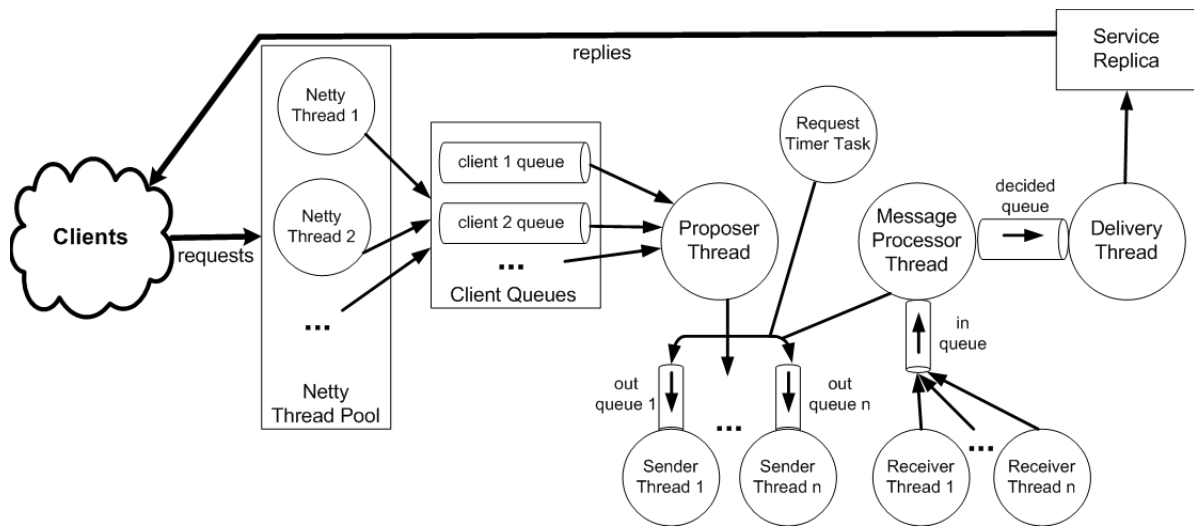 replies
Service
Replica
Netty
Thread 1
Netty
Thread 2
...
Netty
Thread Pool
Clients
requests
client 1 queue
client 2 queue
...
Client Queues
Proposer
Thread
Request
Timer Task
Message
Processor
Thread
decided
queue
Delivery
Thread
in
queue
out
queue 1
...
out
queue n
Sender
Thread 1
Sender
Thread n
Receiver
Thread 1
...
Receiver
Thread n